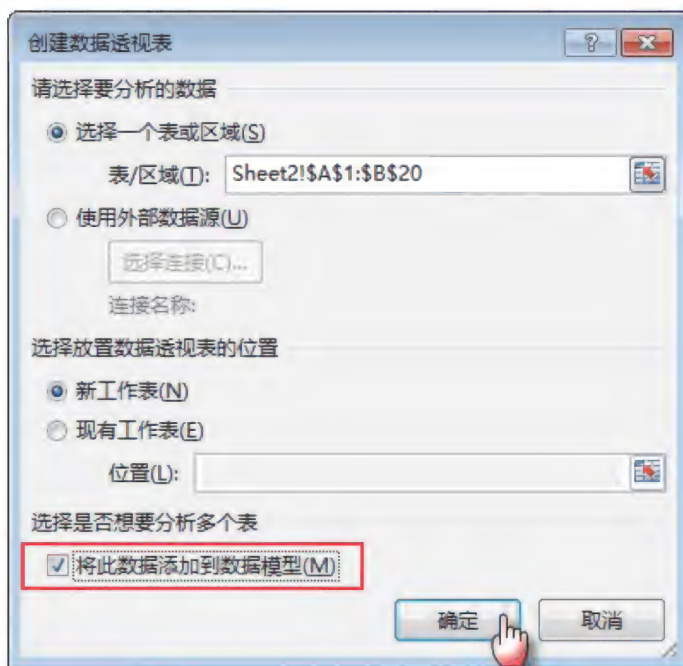 创建数据透视表
请选择要分析的数据
选择一个表或区域(S)
表/区域(T): Sheet2!$A$1:$B$20
使用外部数据源(U)
选择连接(C)...
连接名称:
选择放置数据透视表的位置
新工作表(N)
现有工作表(E)
位置(L):
选择是否想要分析多个表
将此数据添加到数据模型(M)
确定 取消